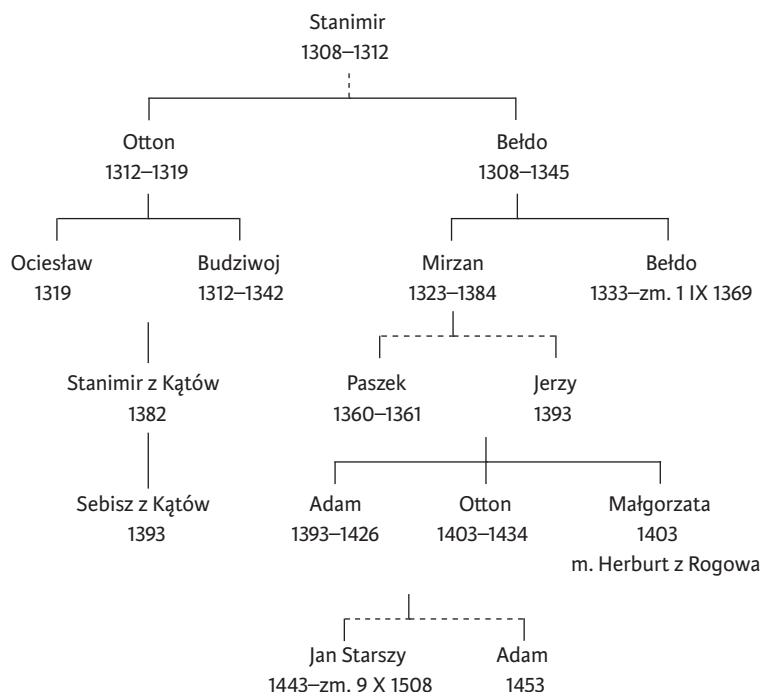 Stanimir
1308–1312
Otton
1312–1319
Bełdo
1308–1345
Ociesław
1319
Budziwoj
1312–1342
Mirzan
1323–1384
Bełdo
1333–zm. 1 IX 1369
Stanimir z Kątów
1382
Paszek
1360–1361
Jerzy
1393
Sebisz z Kątów
1393
Adam
1393–1426
Otton
1403–1434
Małgorzata
1403
m. Herburt z Rogowa
Jan Starszy
1443–zm. 9 X 1508
Adam
1453